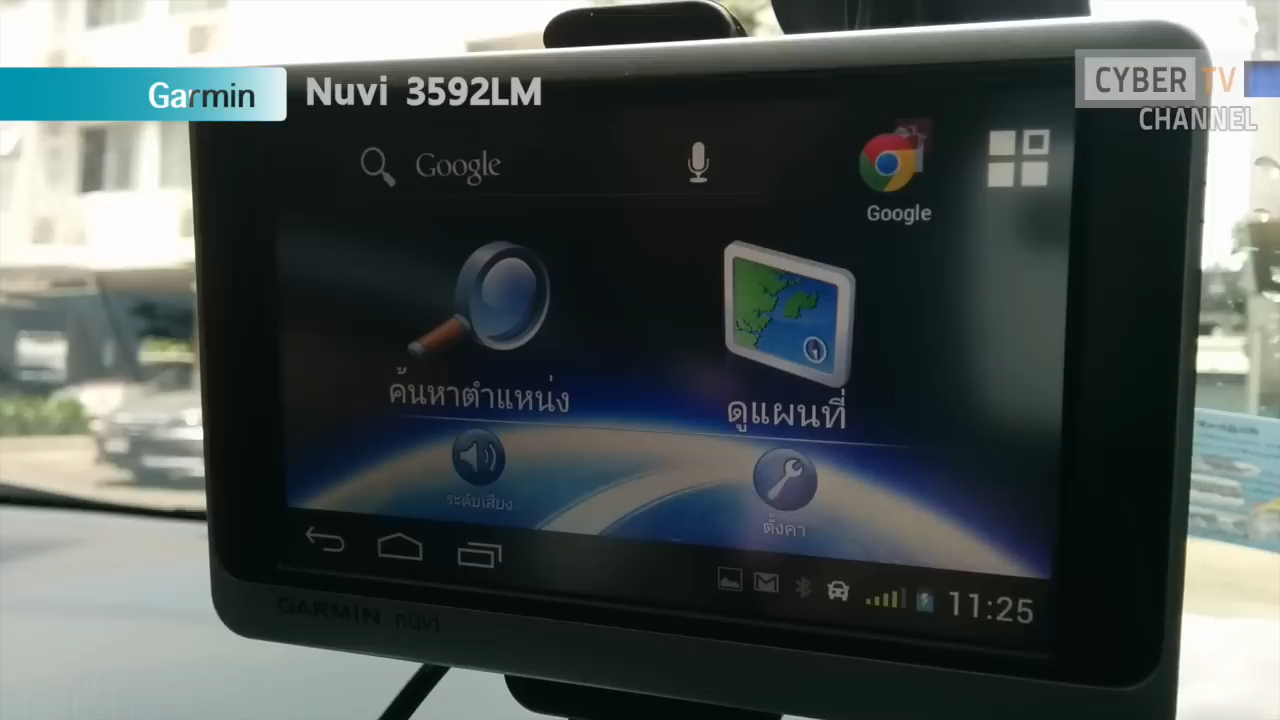 Garmin
Nuvi 3592LM
CYBER TV
CHANNEL
Google
Google
ค้นหาตำแหน่ง
ดูแผนที่
ระดับเสียง
ตั้งค่า
11:25
GARMIN nüvi